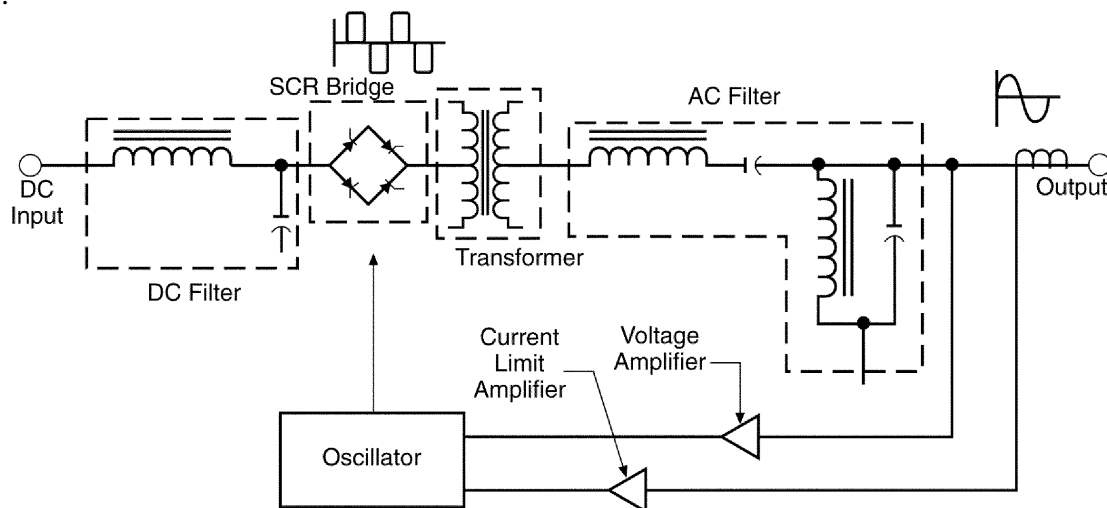 SCR Bridge
AC Filter
DC
Input
Output
Transformer
DC Filter
Current
Limit
Amplifier
Voltage
Amplifier
Oscillator